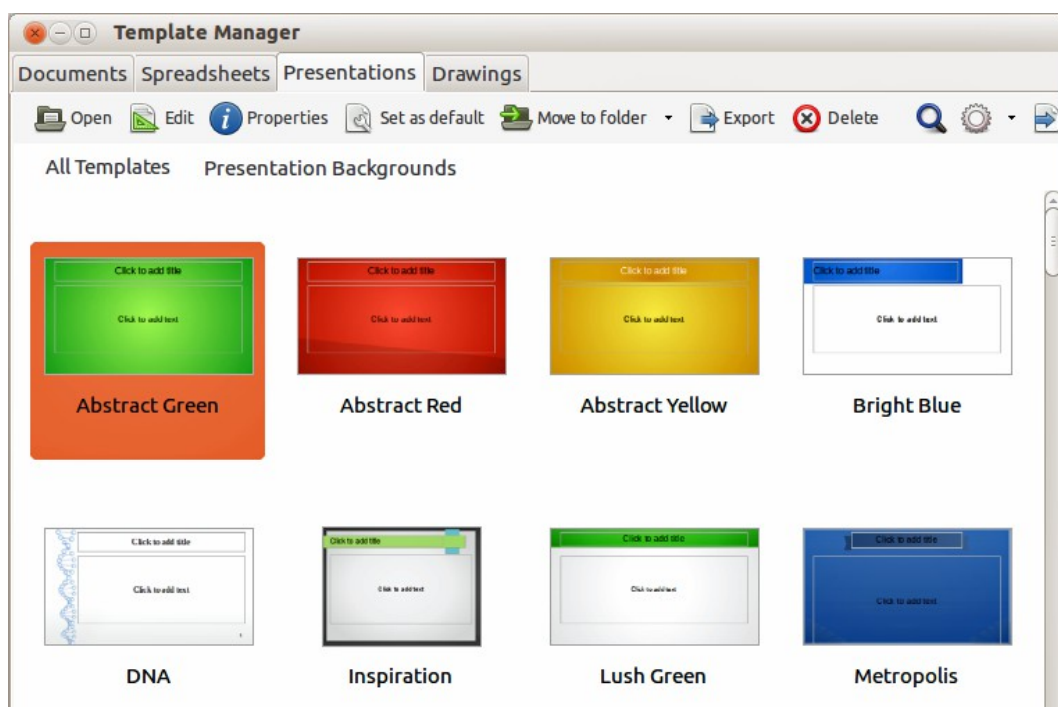 Template Manager
Documents Spreadsheets Presentations Drawings
Open Edit Properties Set as default Move to folder Export Delete
All Templates Presentation Backgrounds
Click to add title Click to add title Click to add title Click to add title
Click to add text Click to add text Click to add text Click to add text
Abstract Green Abstract Red Abstract Yellow Bright Blue
Click to add title Click to add title Click to add title Click to add title
Click to add text Click to add text Click to add text Click to add text
DNA Inspiration Lush Green Metropolis